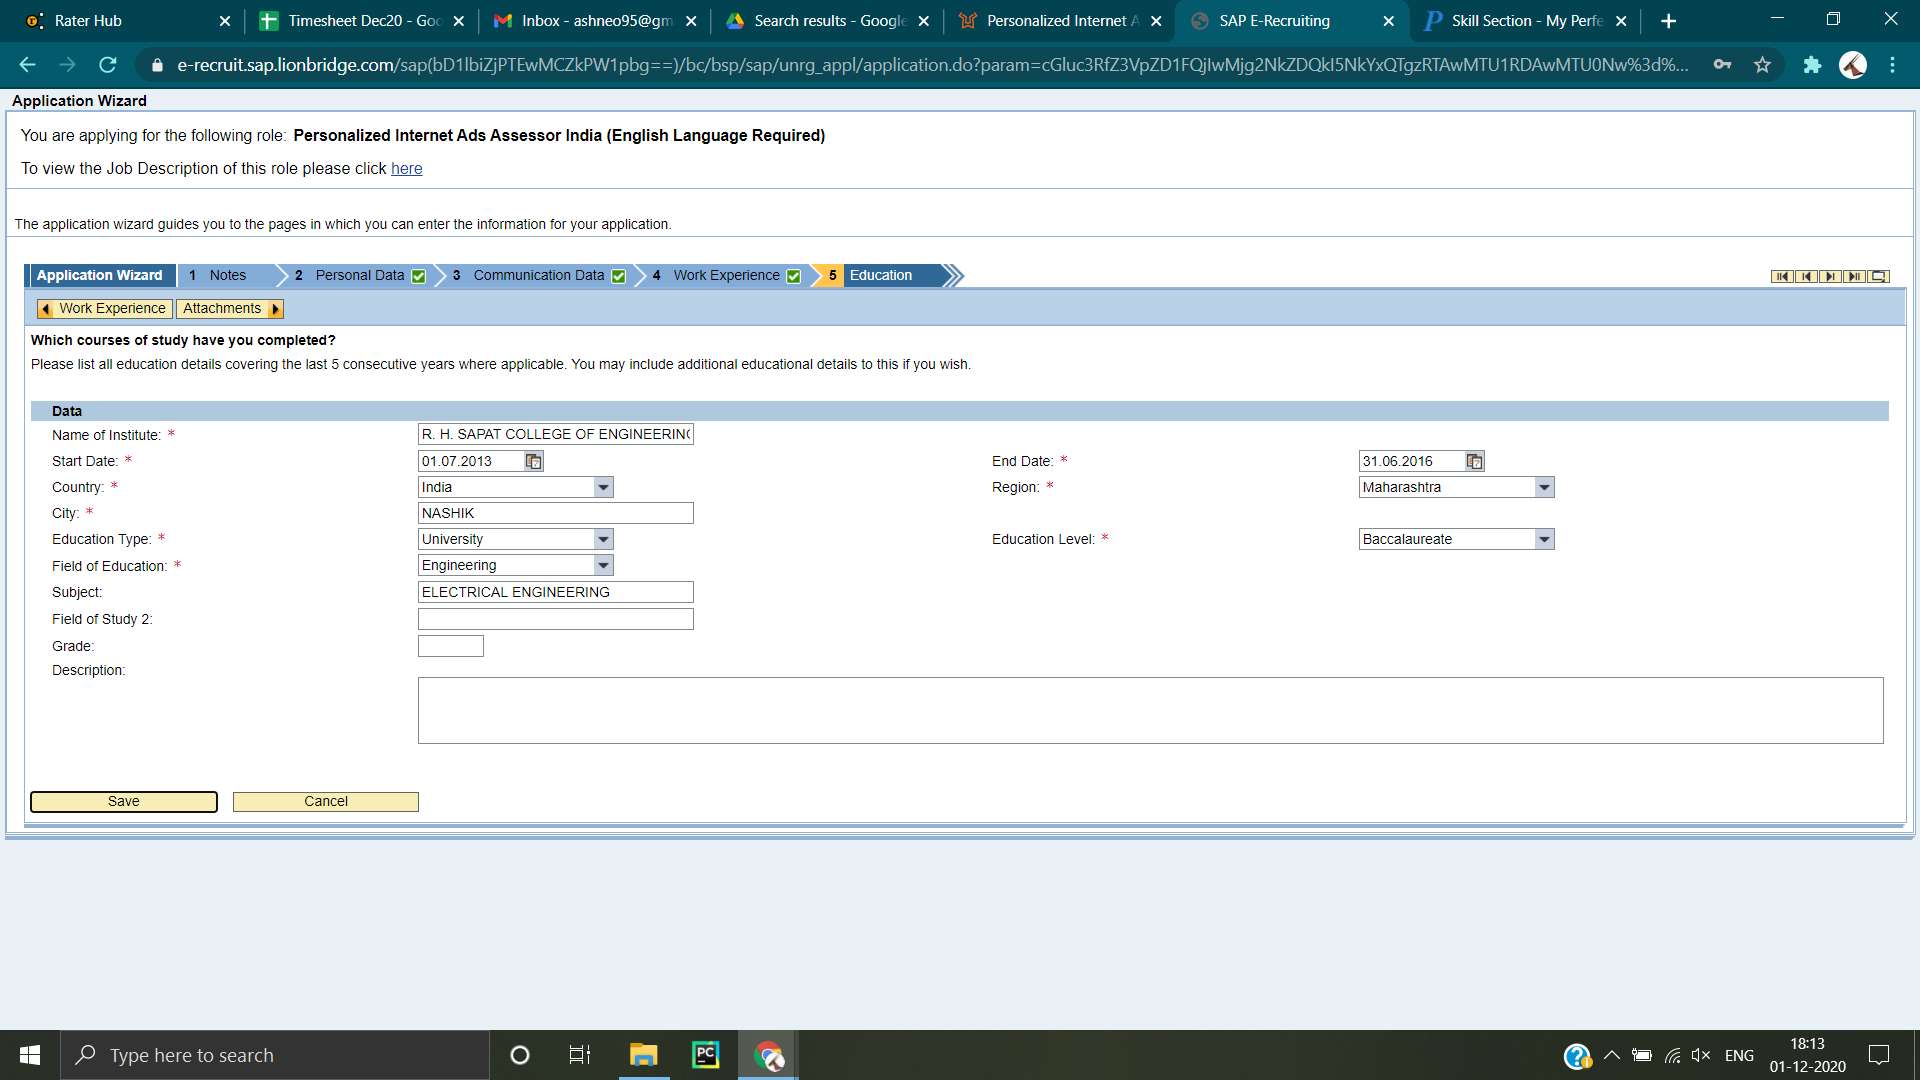 Rater Hub
Timesheet Dec20 - Goo
Inbox - ashneo95@gm
Search results - Google
Personalized Internet A
SAP E-Recruiting
Skill Section - My Perfe
e-recruit.sap.lionbridge.com/sap(bD1lbiZjPTEwMCZkPW1pbg==)/bc/bsp/sap/unrg_appl/application.do?param=cGluc3RfZ3VpZD1FQjIwMjg2NkZDQkI5NkYxQTgzRTAwMTU1RDAwMTU0Nw%3d%...
Application Wizard
You are applying for the following role: Personalized Internet Ads Assessor India (English Language Required)
To view the Job Description of this role please click here
The application wizard guides you to the pages in which you can enter the information for your application.
Application Wizard 1 Notes 2 Personal Data 3 Communication Data 4 Work Experience 5 Education
Work Experience Attachments
Which courses of study have you completed?
Please list all education details covering the last 5 consecutive years where applicable. You may include additional educational details to this if you wish.
Data
Name of Institute: * R. H. SAPAT COLLEGE OF ENGINEERING
Start Date: * 01.07.2013 End Date: * 31.06.2016
Country: * India Region: * Maharashtra
City: * NASHIK
Education Type: * University Education Level: * Baccalaureate
Field of Education: * Engineering
Subject: ELECTRICAL ENGINEERING
Field of Study 2:
Grade:
Description:
Save Cancel
Type here to search
PC
ENG
18:13
01-12-2020